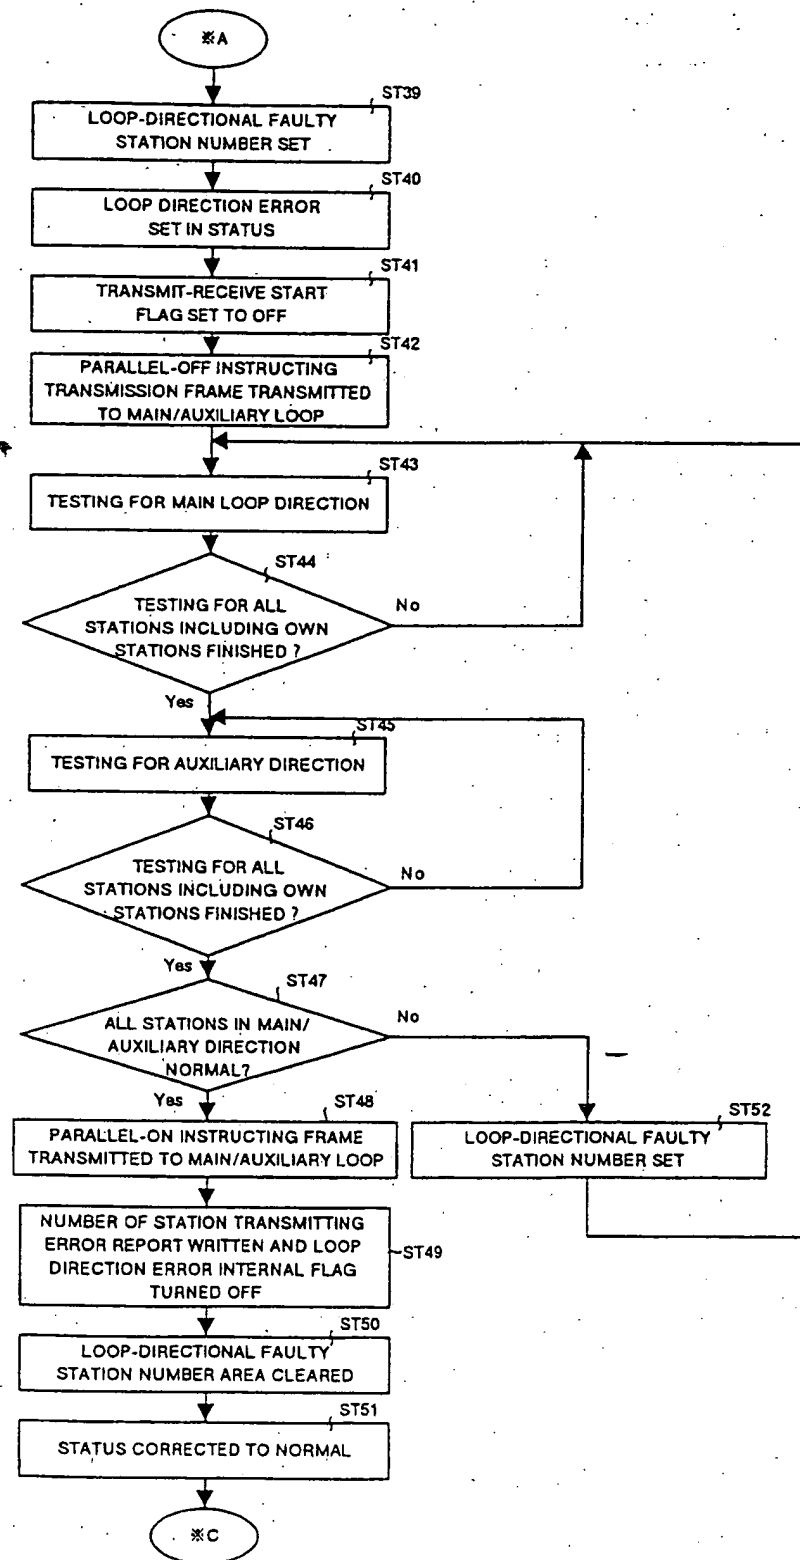 ※A
ST39
LOOP-DIRECTIONAL FAULTY
STATION NUMBER SET
ST40
LOOP DIRECTION ERROR
SET IN STATUS
ST41
TRANSMIT-RECEIVE START
FLAG SET TO OFF
ST42
PARALLEL-OFF INSTRUCTING
TRANSMISSION FRAME TRANSMITTED
TO MAIN/AUXILIARY LOOP
ST43
TESTING FOR MAIN LOOP DIRECTION
ST44
TESTING FOR ALL
STATIONS INCLUDING OWN
STATIONS FINISHED ?
No
Yes
ST45
TESTING FOR AUXILIARY DIRECTION
ST46
TESTING FOR ALL
STATIONS INCLUDING OWN
STATIONS FINISHED ?
No
Yes
ST47
ALL STATIONS IN MAIN/
AUXILIARY DIRECTION
NORMAL?
No
Yes
ST48
PARALLEL-ON INSTRUCTING FRAME
TRANSMITTED TO MAIN/AUXILIARY LOOP
ST52
LOOP-DIRECTIONAL FAULTY
STATION NUMBER SET
NUMBER OF STATION TRANSMITTING
ERROR REPORT WRITTEN AND LOOP
DIRECTION ERROR INTERNAL FLAG
TURNED OFF
ST49
ST50
LOOP-DIRECTIONAL FAULTY
STATION NUMBER AREA CLEARED
ST51
STATUS CORRECTED TO NORMAL
※C